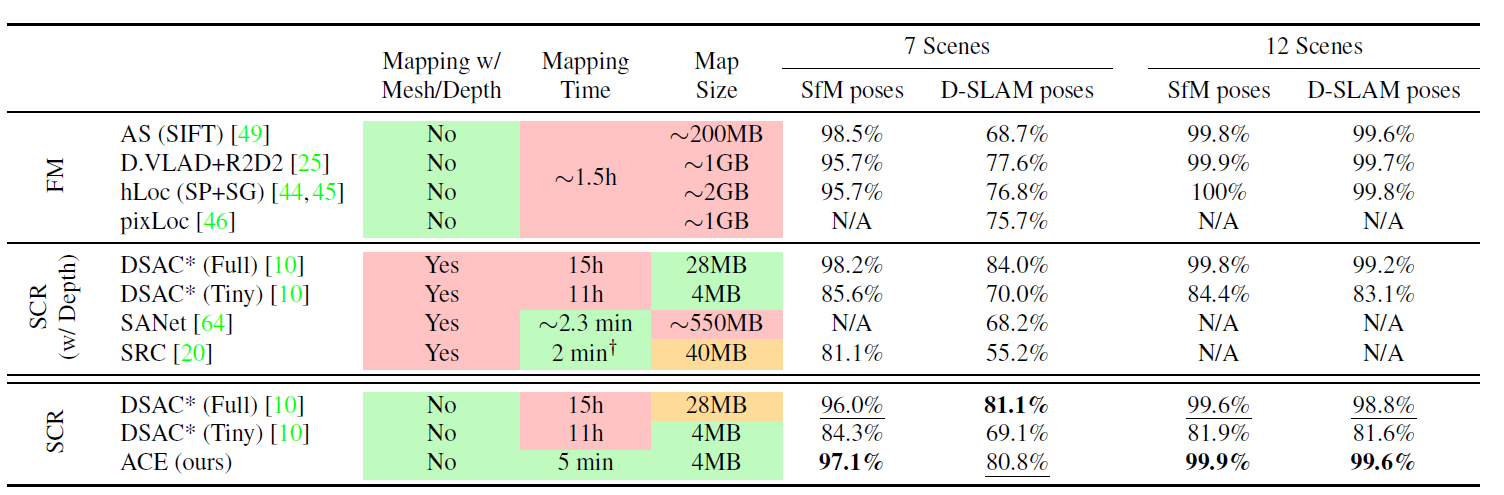 7 Scenes 12 Scenes
Mapping w/ Mapping Map
Mesh/Depth Time Size SfM poses D-SLAM poses SfM poses D-SLAM poses
FM
AS (SIFT) [49] No ~1.5h ~200MB 98.5% 68.7% 99.8% 99.6%
D.VLAD+R2D2 [25] No ~1GB 95.7% 77.6% 99.9% 99.7%
hLoc (SP+SG) [44,45] No ~2GB 95.7% 76.8% 100% 99.8%
pixLoc [46] No ~1GB N/A 75.7% N/A N/A
SCR
(w/ Depth)
DSAC* (Full) [10] Yes 15h 28MB 98.2% 84.0% 99.8% 99.2%
DSAC* (Tiny) [10] Yes 11h 4MB 85.6% 70.0% 84.4% 83.1%
SANet [64] Yes ~2.3 min ~550MB N/A 68.2% N/A N/A
SRC [20] Yes 2 min† 40MB 81.1% 55.2% N/A N/A
SCR
DSAC* (Full) [10] No 15h 28MB 96.0% 81.1% 99.6% 98.8%
DSAC* (Tiny) [10] No 11h 4MB 84.3% 69.1% 81.9% 81.6%
ACE (ours) No 5 min 4MB 97.1% 80.8% 99.9% 99.6%